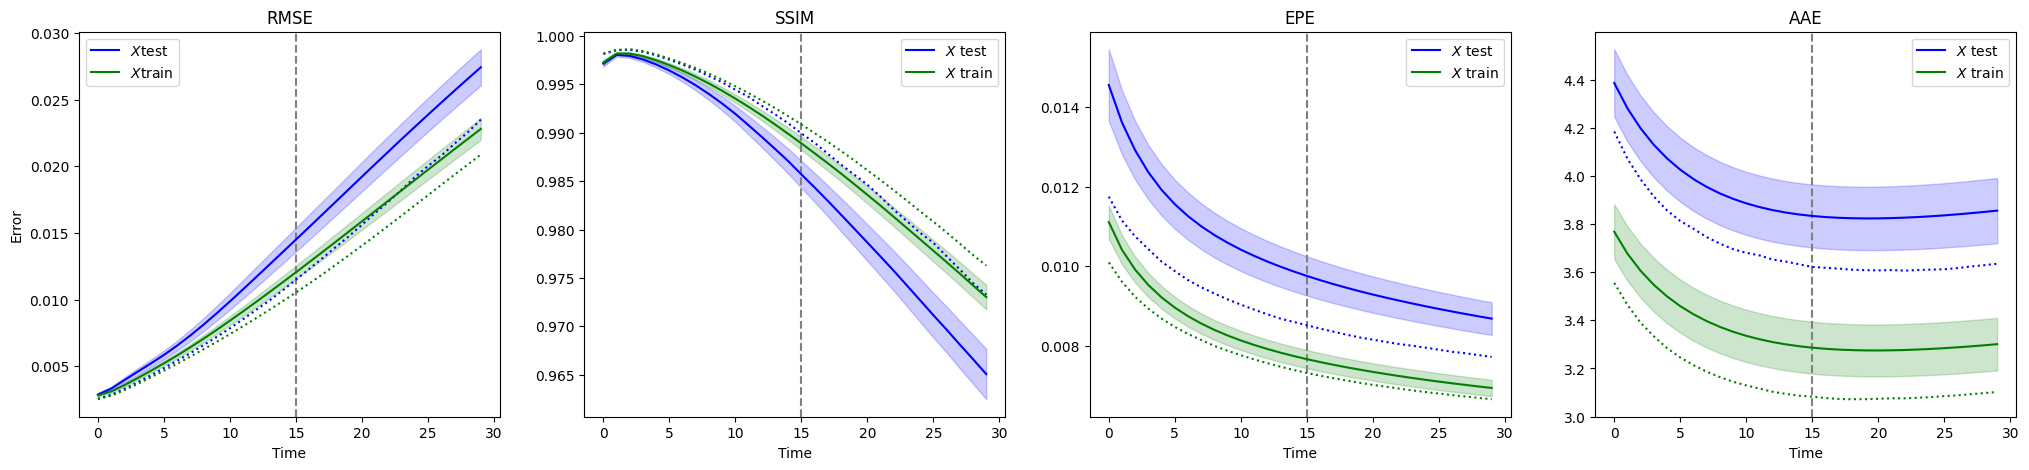 RMSE
0.030
0.025
0.020
0.015
0.010
0.005
Error
Xtest
Xtrain
0 5 10 15 20 25 30
Time
SSIM
1.000
0.995
0.990
0.985
0.980
0.975
0.970
0.965
X test
X train
0 5 10 15 20 25 30
Time
EPE
0.014
0.012
0.010
0.008
X test
X train
0 5 10 15 20 25 30
Time
AAE
4.4
4.2
4.0
3.8
3.6
3.4
3.2
3.0
X test
X train
0 5 10 15 20 25 30
Time